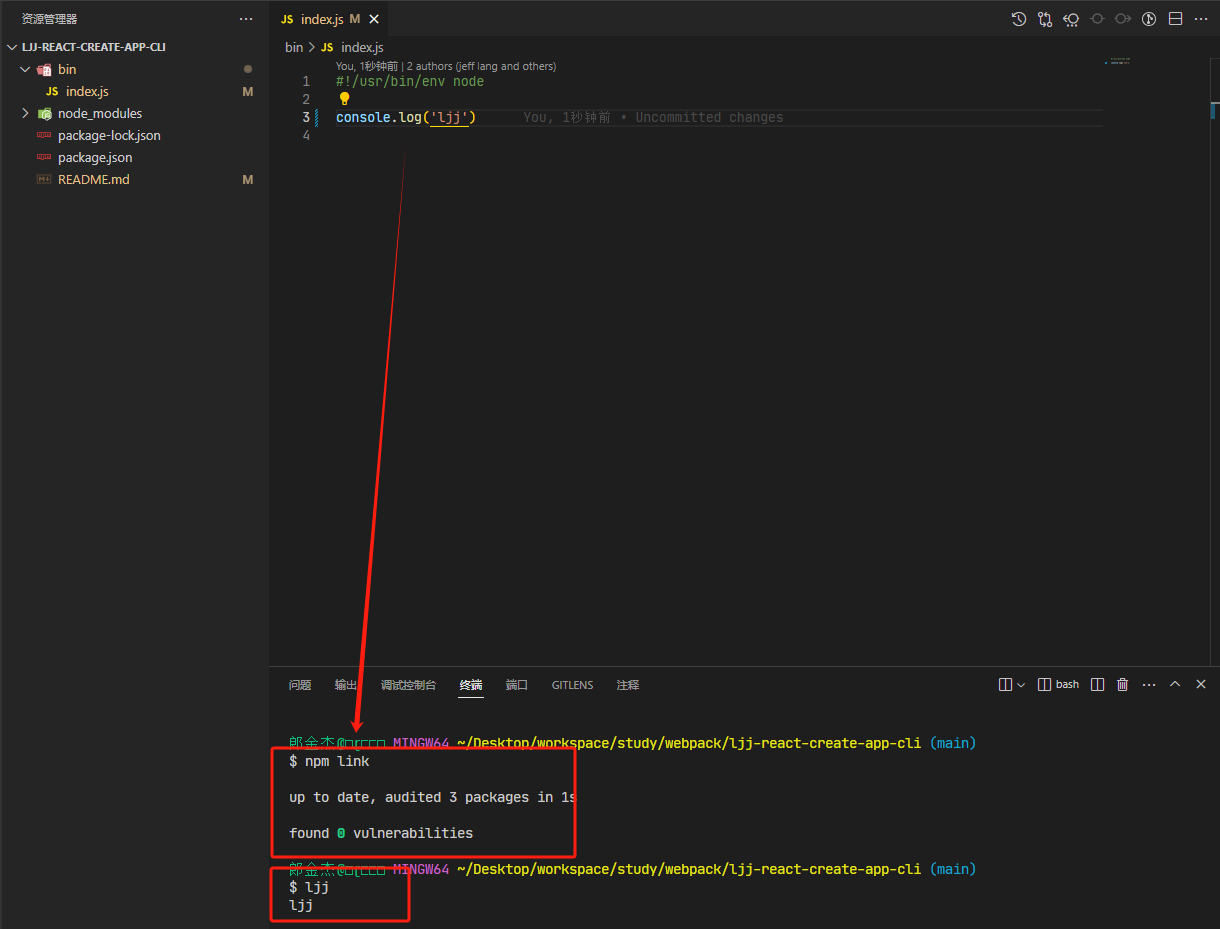 资源管理器
LJJ-REACT-CREATE-APP-CLI
bin
JS index.js M
node_modules
package-lock.json
package.json
README.md M
JS index.js M
bin > JS index.js
You, 1秒钟前 | 2 authors (jeff lang and others)
1 #!/usr/bin/env node
2
3 console.log('ljj') You, 1秒钟前 • Uncommitted changes
4
问题 输出 调试控制台 终端 端口 GITLENS 注释
bash
郎金杰@ MINGW64 ~/Desktop/workspace/study/webpack/ljj-react-create-app-cli (main)
$ npm link
up to date, audited 3 packages in 1s
found 0 vulnerabilities
郎金杰@ MINGW64 ~/Desktop/workspace/study/webpack/ljj-react-create-app-cli (main)
$ ljj
ljj